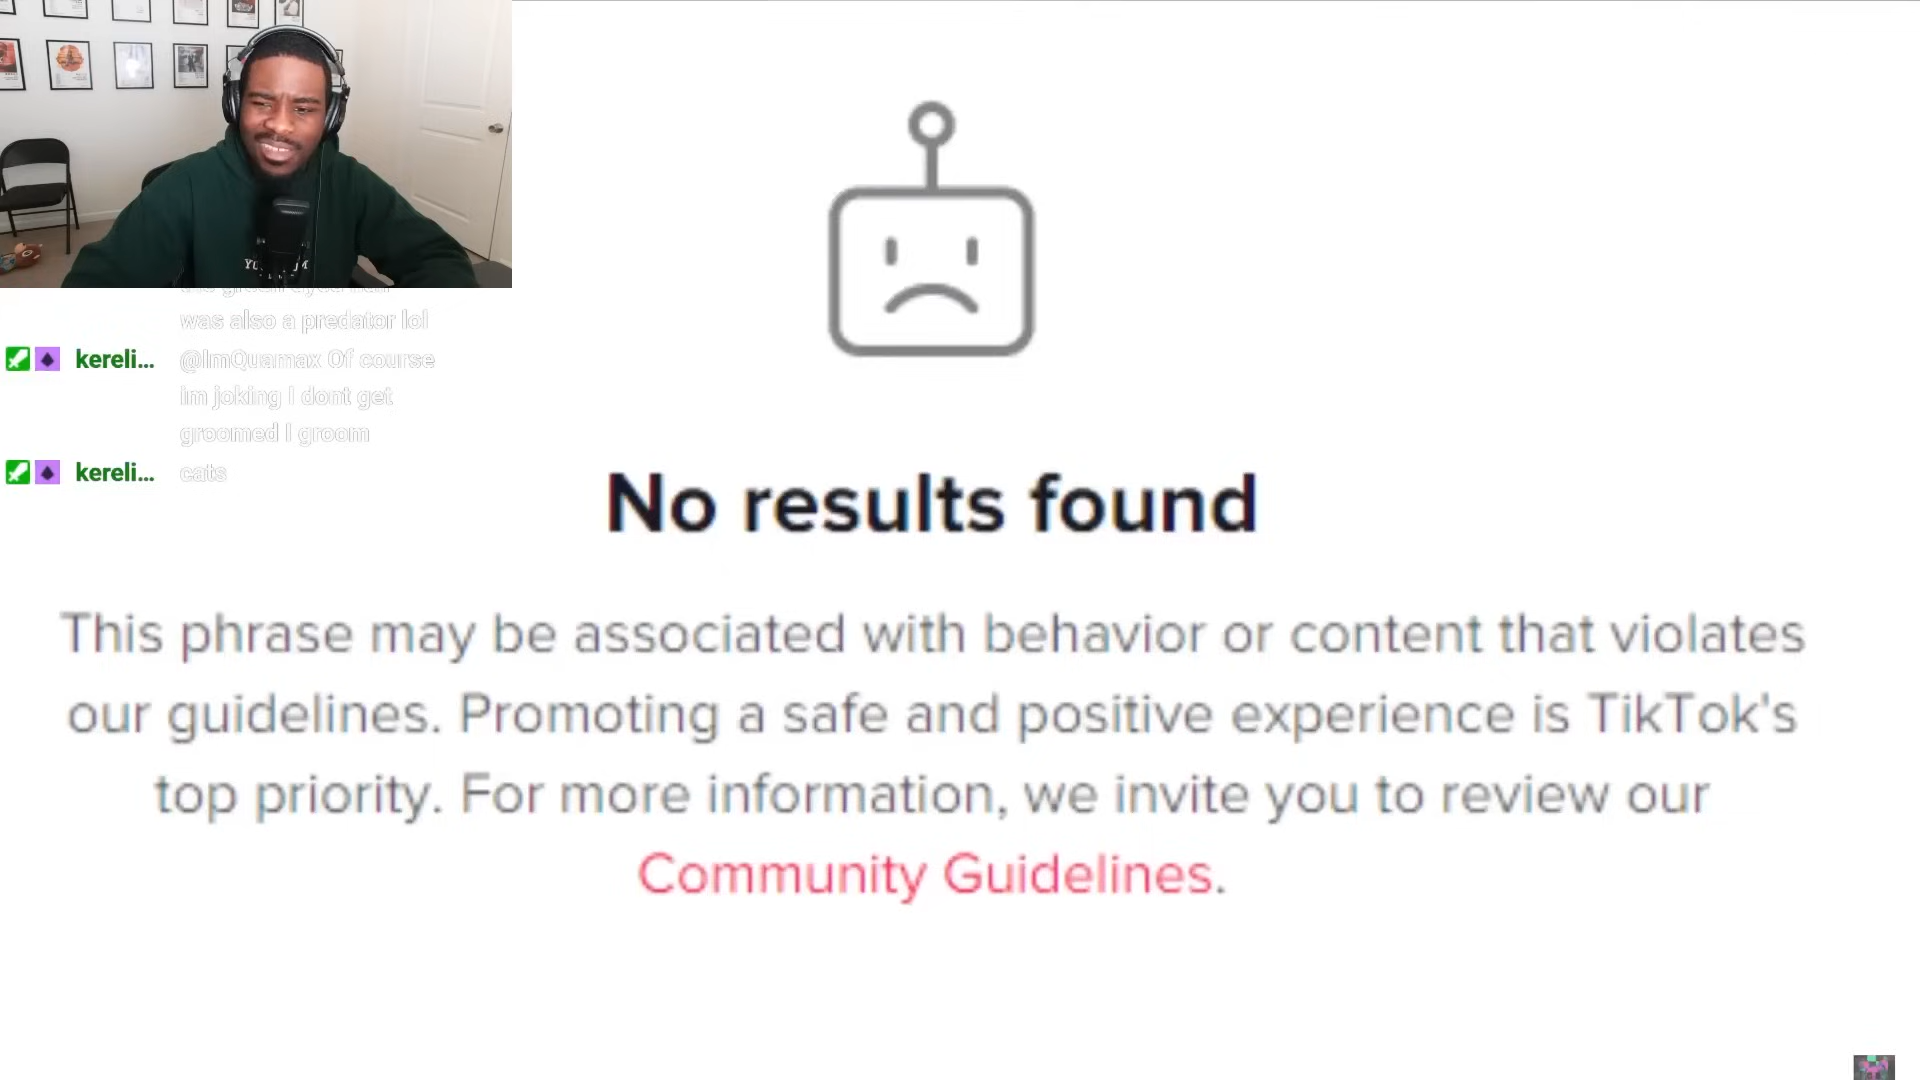 was also a predator lol
kereli... @ImQuamax Of course
Im joking I dont get
groomed I groom
kereli... cats
No results found
This phrase may be associated with behavior or content that violates
our guidelines. Promoting a safe and positive experience is TikTok's
top priority. For more information, we invite you to review our
Community Guidelines.